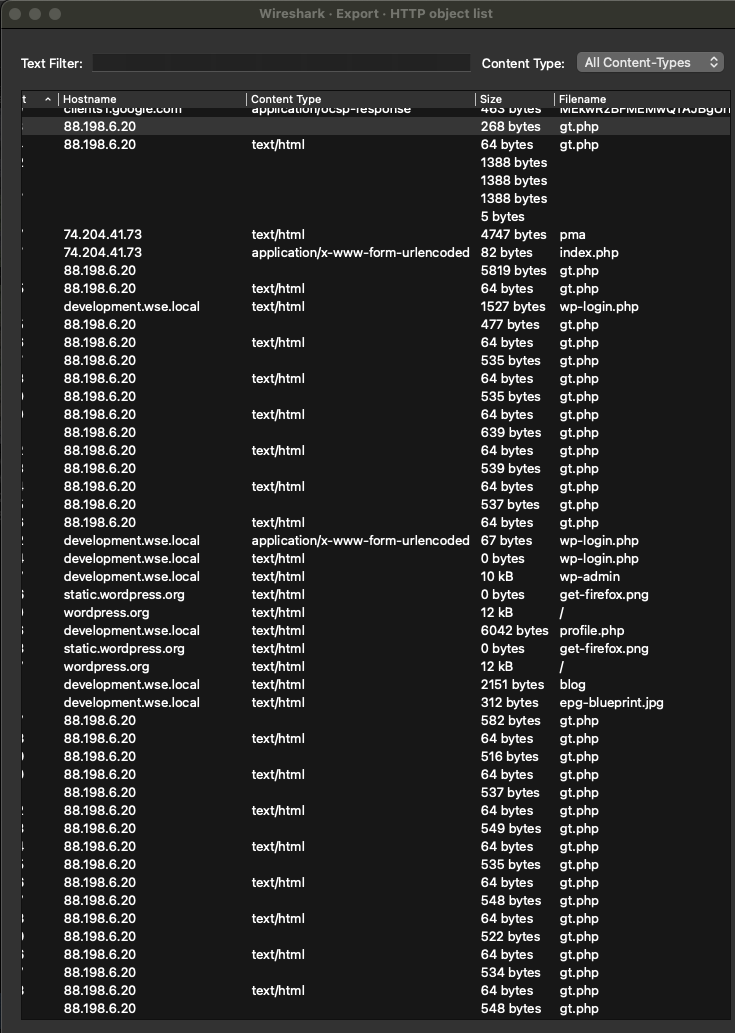 Wireshark · Export · HTTP object list
Text Filter: Content Type: All Content-Types
t Hostname Content Type Size Filename
clients1.google.com application/ocsp-response 463 bytes
88.198.6.20 268 bytes gt.php
88.198.6.20 text/html 64 bytes gt.php
1388 bytes
1388 bytes
1388 bytes
5 bytes
74.204.41.73 text/html 4747 bytes pma
74.204.41.73 application/x-www-form-urlencoded 82 bytes index.php
88.198.6.20 5819 bytes gt.php
88.198.6.20 text/html 64 bytes gt.php
development.wse.local text/html 1527 bytes wp-login.php
88.198.6.20 477 bytes gt.php
88.198.6.20 text/html 64 bytes gt.php
88.198.6.20 535 bytes gt.php
88.198.6.20 text/html 64 bytes gt.php
88.198.6.20 535 bytes gt.php
88.198.6.20 text/html 64 bytes gt.php
88.198.6.20 639 bytes gt.php
88.198.6.20 text/html 64 bytes gt.php
88.198.6.20 539 bytes gt.php
88.198.6.20 text/html 64 bytes gt.php
88.198.6.20 537 bytes gt.php
88.198.6.20 text/html 64 bytes gt.php
development.wse.local application/x-www-form-urlencoded 67 bytes wp-login.php
development.wse.local text/html 0 bytes wp-login.php
development.wse.local text/html 10 kB wp-admin
static.wordpress.org text/html 0 bytes get-firefox.png
wordpress.org text/html 12 kB /
development.wse.local text/html 6042 bytes profile.php
static.wordpress.org text/html 0 bytes get-firefox.png
wordpress.org text/html 12 kB /
development.wse.local text/html 2151 bytes blog
development.wse.local text/html 312 bytes epg-blueprint.jpg
88.198.6.20 582 bytes gt.php
88.198.6.20 text/html 64 bytes gt.php
88.198.6.20 516 bytes gt.php
88.198.6.20 text/html 64 bytes gt.php
88.198.6.20 537 bytes gt.php
88.198.6.20 text/html 64 bytes gt.php
88.198.6.20 549 bytes gt.php
88.198.6.20 text/html 64 bytes gt.php
88.198.6.20 535 bytes gt.php
88.198.6.20 text/html 64 bytes gt.php
88.198.6.20 548 bytes gt.php
88.198.6.20 text/html 64 bytes gt.php
88.198.6.20 522 bytes gt.php
88.198.6.20 text/html 64 bytes gt.php
88.198.6.20 534 bytes gt.php
88.198.6.20 text/html 64 bytes gt.php
88.198.6.20 548 bytes gt.php